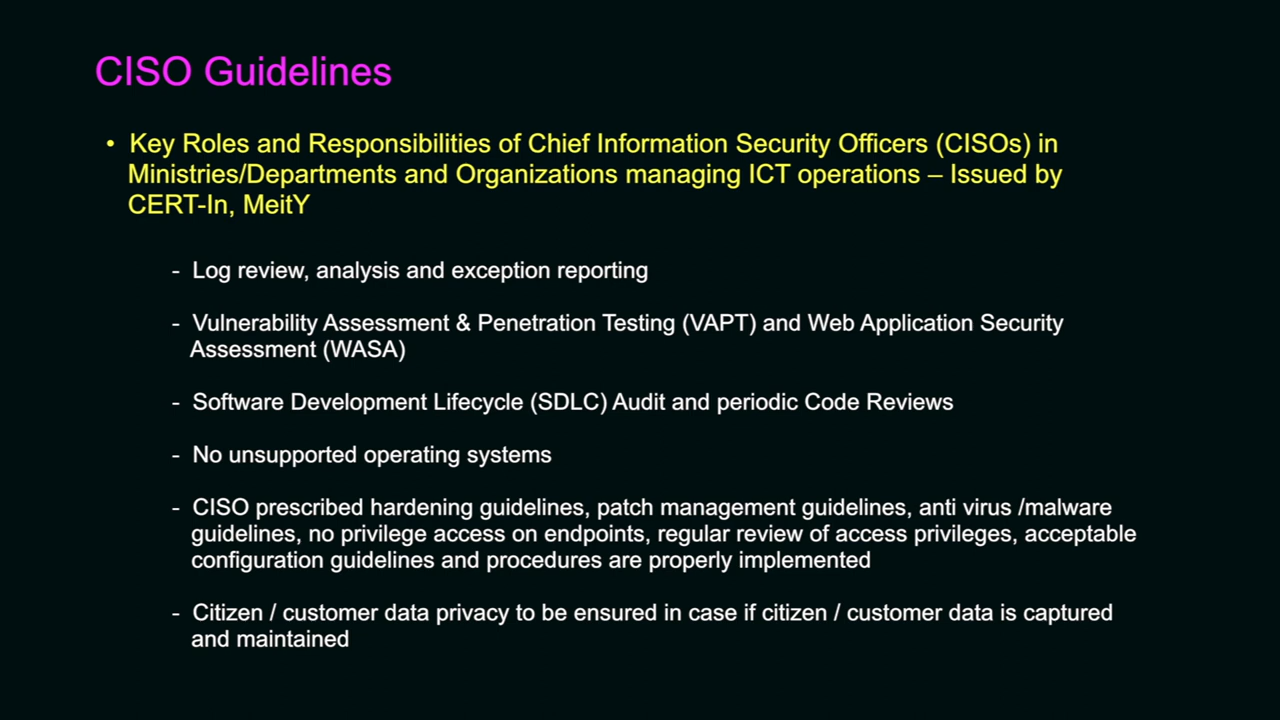 CISO Guidelines
• Key Roles and Responsibilities of Chief Information Security Officers (CISOs) in
Ministries/Departments and Organizations managing ICT operations – Issued by
CERT-In, MeitY
- Log review, analysis and exception reporting
- Vulnerability Assessment & Penetration Testing (VAPT) and Web Application Security
Assessment (WASA)
- Software Development Lifecycle (SDLC) Audit and periodic Code Reviews
- No unsupported operating systems
- CISO prescribed hardening guidelines, patch management guidelines, anti virus /malware
guidelines, no privilege access on endpoints, regular review of access privileges, acceptable
configuration guidelines and procedures are properly implemented
- Citizen / customer data privacy to be ensured in case if citizen / customer data is captured
and maintained